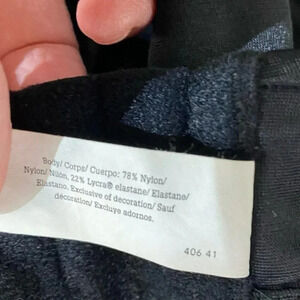 Body/ Corps/ Cuerpo: 78% Nylon/
Nylon/ Nilón, 22% Lycra® elastane/ Elastane/
Elastano. Exclusive of decoration/ Sauf
decoration/ Excluye adornos.
406 41